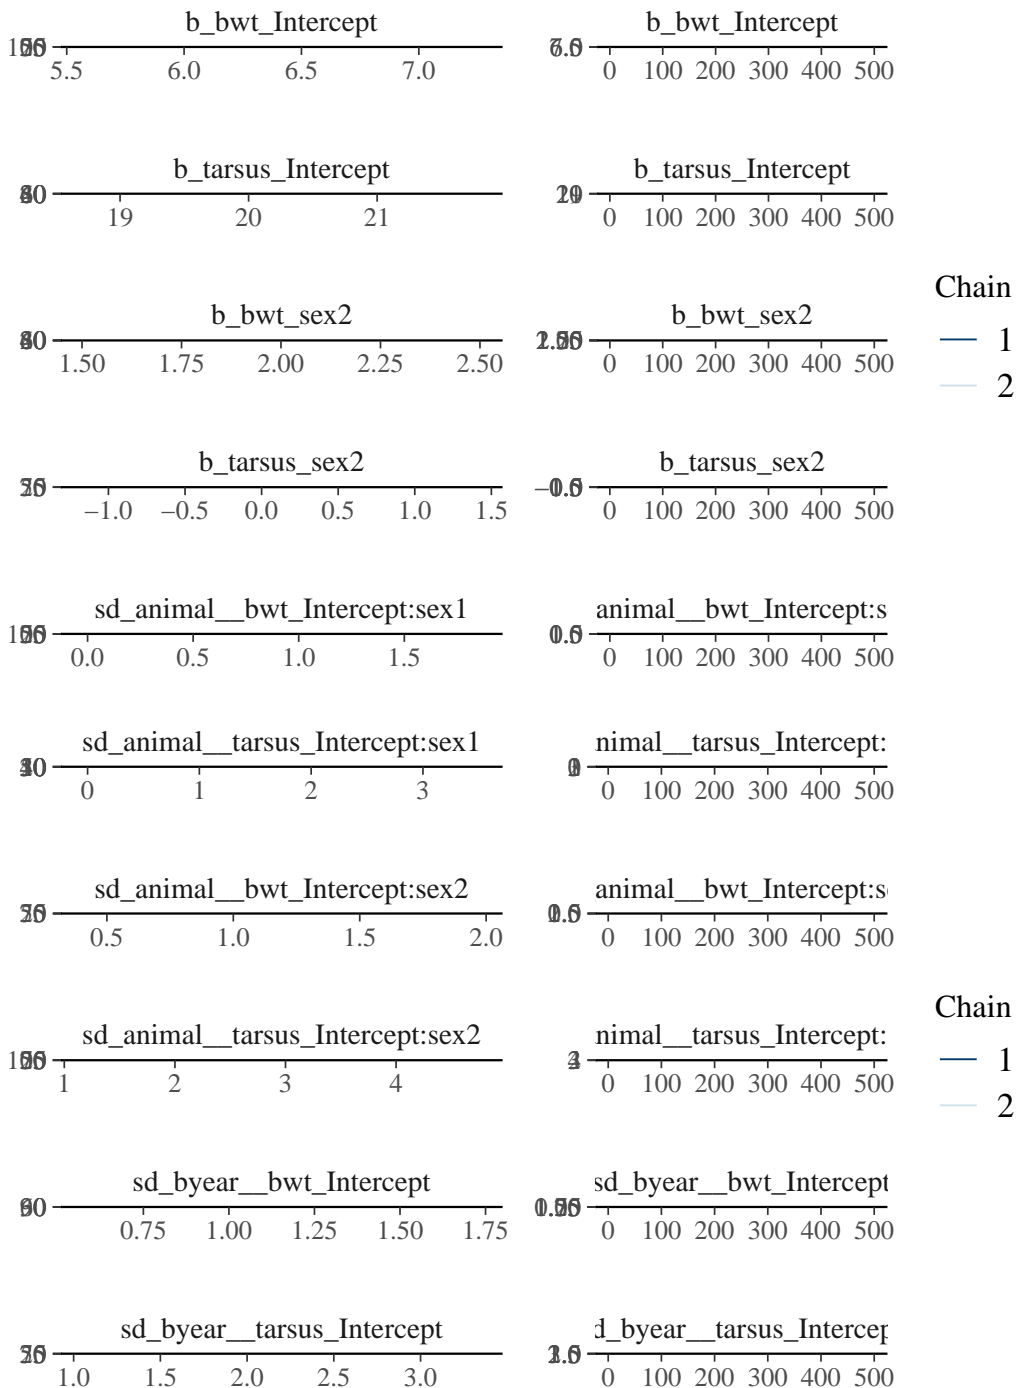 b_bwt_Intercept b_bwt_Intercept
5.5 6.0 6.5 7.0 0 100 200 300 400 500
b_tarsus_Intercept b_tarsus_Intercept
19 20 21 0 100 200 300 400 500
Chain
b_bwt_sex2 b_bwt_sex2
1
1.50 1.75 2.00 2.25 2.50 0 100 200 300 400 500
2
b_tarsus_sex2 b_tarsus_sex2
−1.0 −0.5 0.0 0.5 1.0 1.5 0 100 200 300 400 500
sd_animal__bwt_Intercept:sex1 animal__bwt_Intercept:s
0.0 0.5 1.0 1.5 0 100 200 300 400 500
sd_animal__tarsus_Intercept:sex1 nimal__tarsus_Intercept:
0 1 2 3 0 100 200 300 400 500
sd_animal__bwt_Intercept:sex2 animal__bwt_Intercept:s
0.5 1.0 1.5 2.0 0 100 200 300 400 500
Chain
sd_animal__tarsus_Intercept:sex2 nimal__tarsus_Intercept:
1
1 2 3 4 0 100 200 300 400 500
2
sd_byear__bwt_Intercept sd_byear__bwt_Intercept
0.75 1.00 1.25 1.50 1.75 0 100 200 300 400 500
sd_byear__tarsus_Intercept d_byear__tarsus_Intercep
1.0 1.5 2.0 2.5 3.0 0 100 200 300 400 500